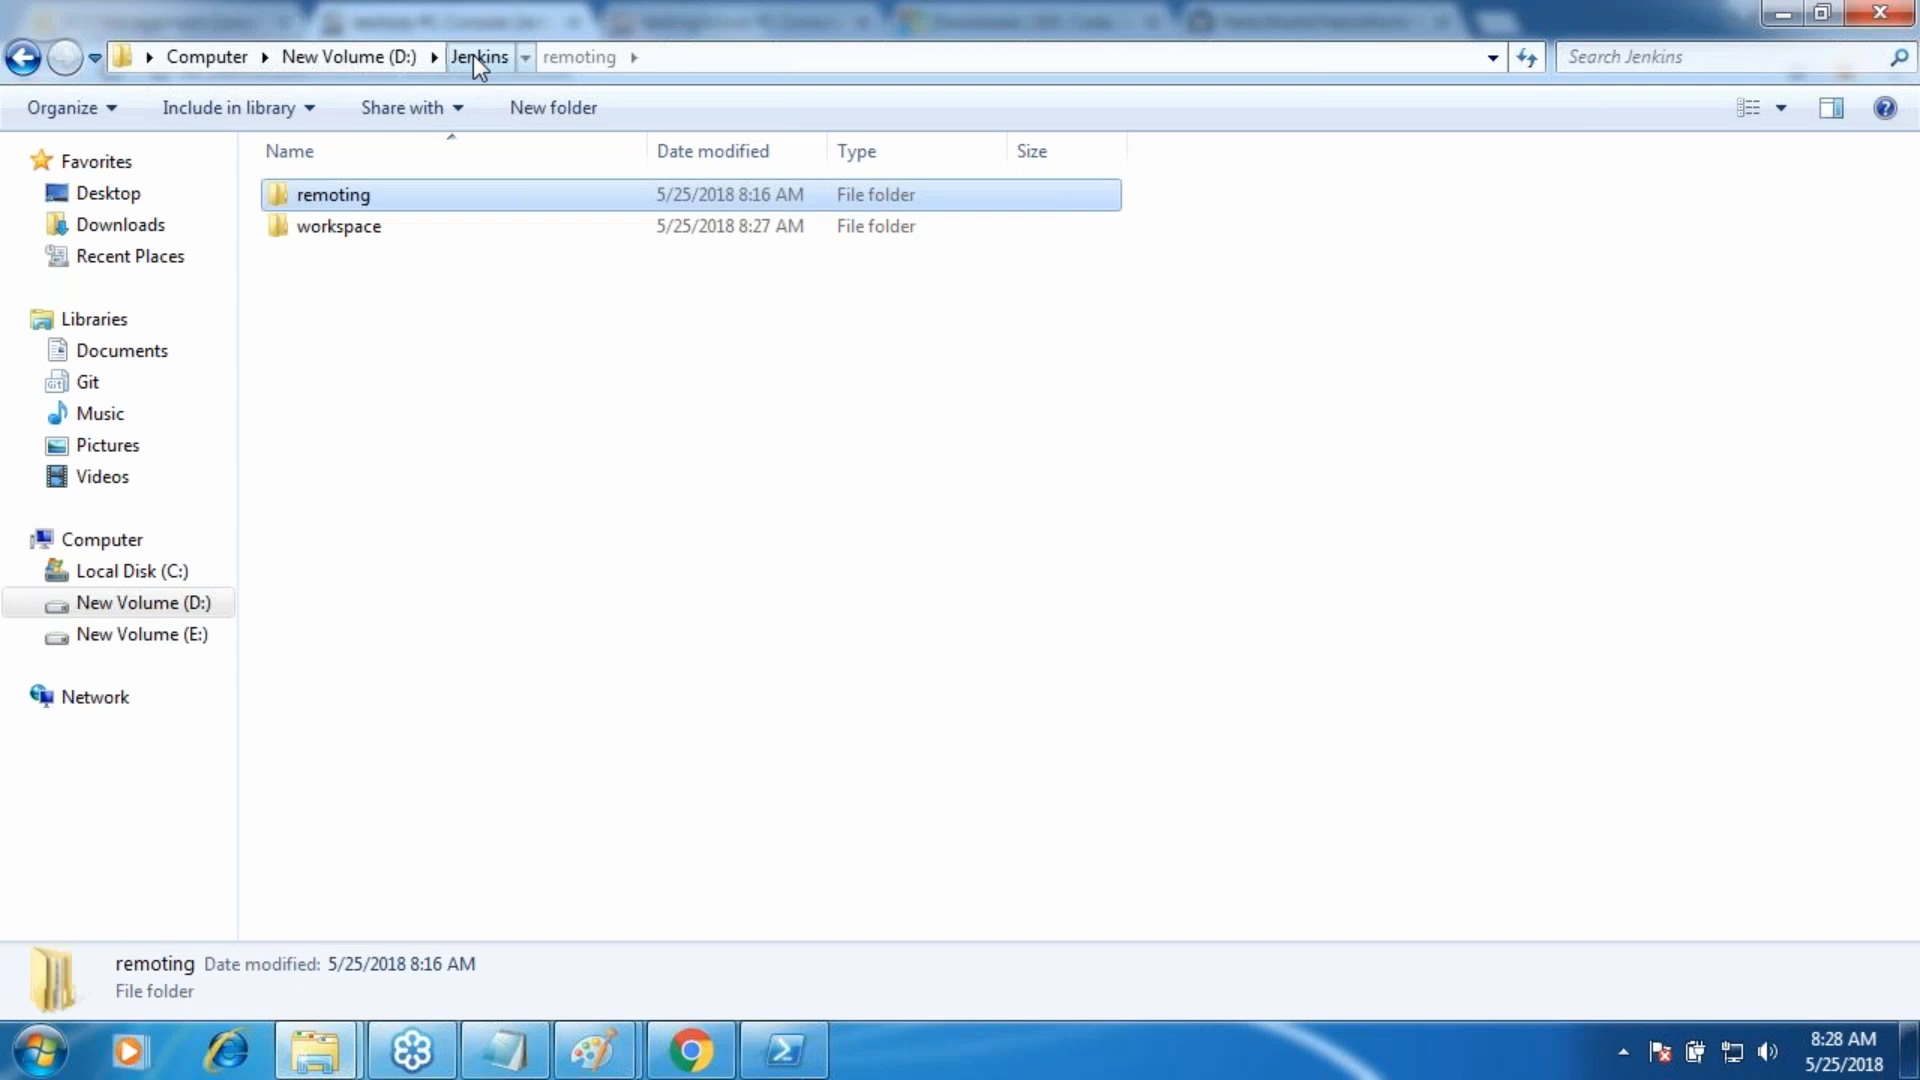 Computer New Volume (D:) Jenkins remoting
Search Jenkins
Organize Include in library Share with New folder
Name Date modified Type Size
remoting 5/25/2018 8:16 AM File folder
workspace 5/25/2018 8:27 AM File folder
Favorites
Desktop
Downloads
Recent Places
Libraries
Documents
Git
Music
Pictures
Videos
Computer
Local Disk (C:)
New Volume (D:)
New Volume (E:)
Network
remoting Date modified: 5/25/2018 8:16 AM
File folder
8:28 AM
5/25/2018